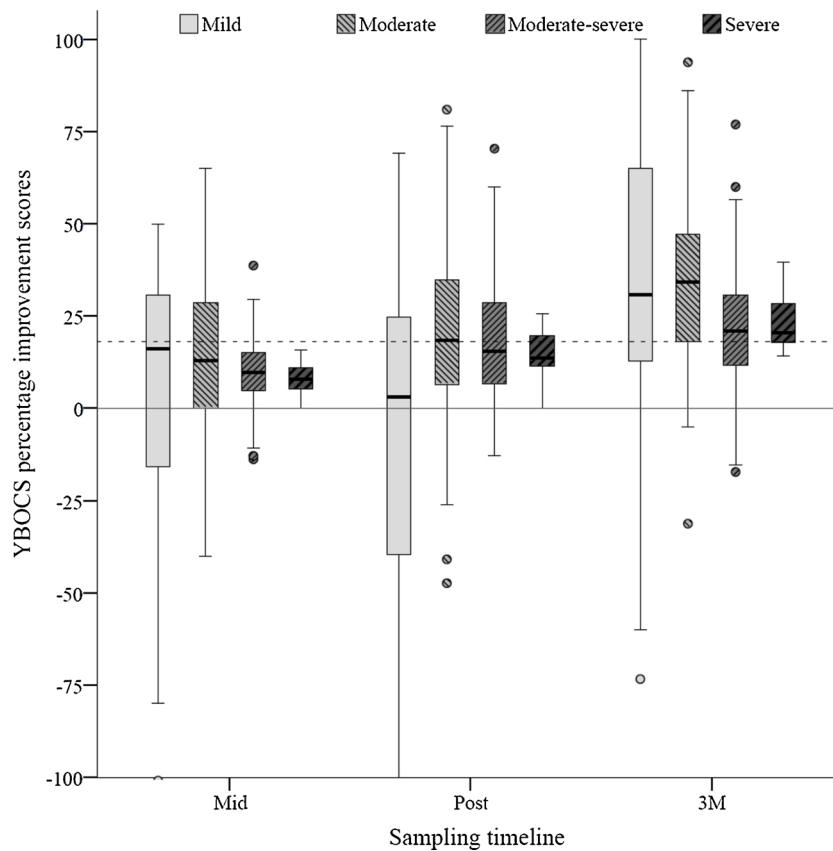 Mild Moderate Moderate-severe Severe
100
75
50
25
0
-25
-50
-75
-100
YBOCS percentage improvement scores
Mid Post 3M
Sampling timeline